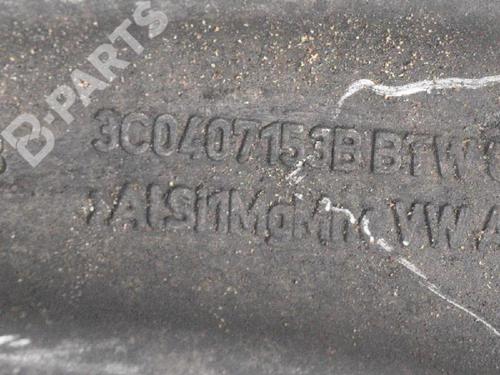 B-PARTS
3C0407153B BTW
>AlSi1MgMn< VW A